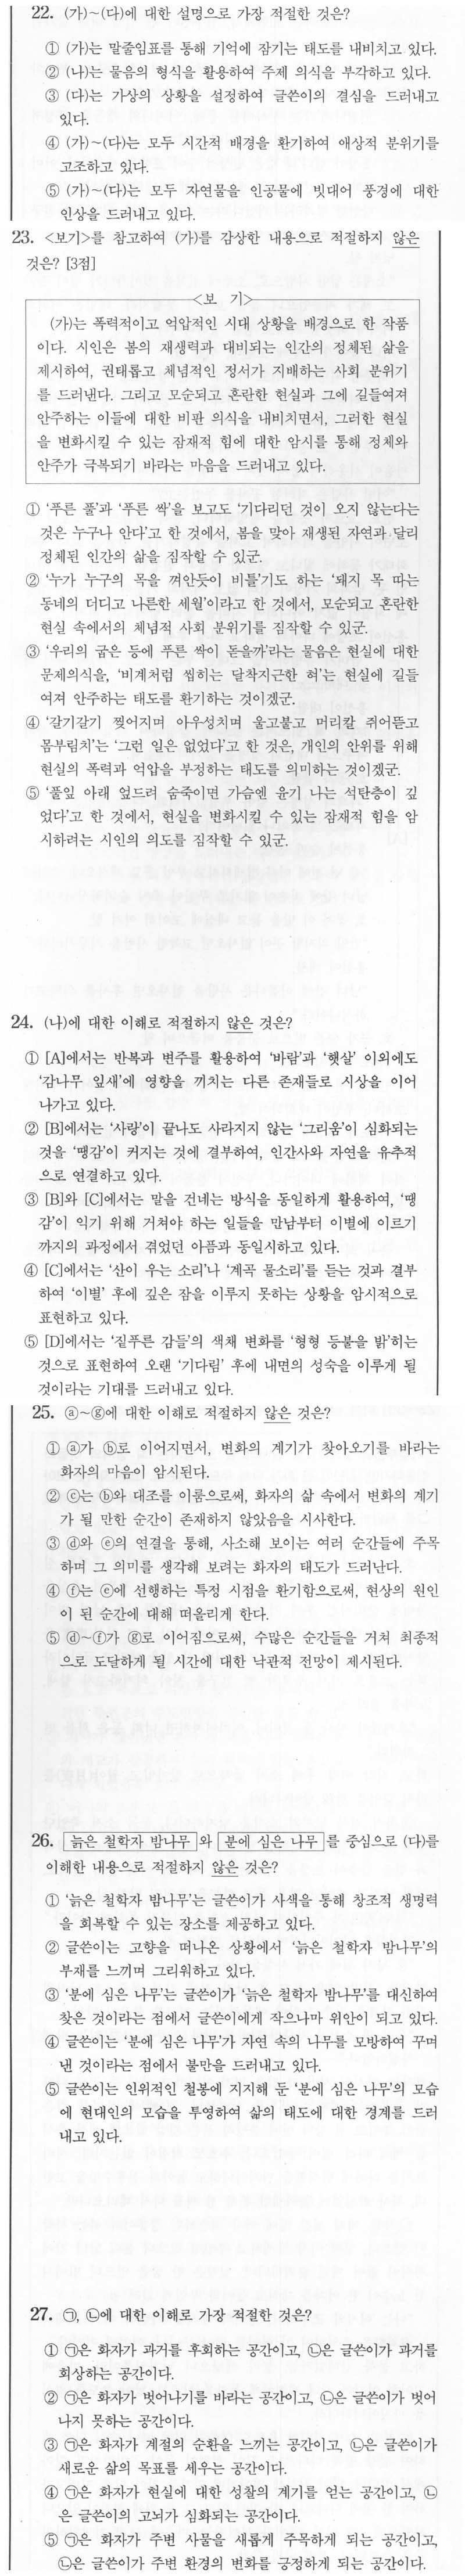 22. (가)~(다)에 대한 설명으로 가장 적절한 것은?
① (가)는 말줄임표를 통해 기억에 잠기는 태도를 내비치고 있다.
② (나)는 물음의 형식을 활용하여 주제 의식을 부각하고 있다.
③ (다)는 가상의 상황을 설정하여 글쓴이의 결심을 드러내고
있다.
④ (가)~(다)는 모두 시간적 배경을 환기하여 애상적 분위기를
고조하고 있다.
⑤ (가)~(다)는 모두 자연물을 인공물에 빗대어 풍경에 대한
인상을 드러내고 있다.
23. <보기>를 참고하여 (가)를 감상한 내용으로 적절하지 않은
것은? [3점]
<보 기>
(가)는 폭력적이고 억압적인 시대 상황을 배경으로 한 작품
이다. 시인은 봄의 재생력과 대비되는 인간의 정체된 삶을
제시하여, 권태롭고 체념적인 정서가 지배하는 사회 분위기
를 드러낸다. 그리고 모순되고 혼란한 현실과 그에 길들여져
안주하는 이들에 대한 비판 의식을 내비치면서, 그러한 현실
을 변화시킬 수 있는 잠재적 힘에 대한 암시를 통해 정체와
안주가 극복되기 바라는 마음을 드러내고 있다.
① ‘푸른 풀’과 ‘푸른 싹’을 보고도 ‘기다리던 것이 오지 않는다는
것은 누구나 안다’고 한 것에서, 봄을 맞아 재생된 자연과 달리
정체된 인간의 삶을 짐작할 수 있군.
② ‘누가 누구의 목을 껴안듯이 비틀’기도 하는 ‘돼지 목 따는
동네의 더디고 나른한 세월’이라고 한 것에서, 모순되고 혼란한
현실 속에서의 체념적 사회 분위기를 짐작할 수 있군.
③ ‘우리의 굽은 등에 푸른 싹이 돋을까’라는 물음은 현실에 대한
문제의식을, ‘비계처럼 씹히는 달착지근한 혀’는 현실에 길들
여져 안주하는 태도를 환기하는 것이겠군.
④ ‘갈기갈기 찢어지며 아우성치며 울고불고 머리칼 쥐어뜯고
몸부림치’는 ‘그런 일은 없었다’고 한 것은, 개인의 안위를 위해
현실의 폭력과 억압을 부정하는 태도를 의미하는 것이겠군.
⑤ ‘풀잎 아래 엎드려 숨죽이면 가슴엔 윤기 나는 석탄층이 깊
었다’고 한 것에서, 현실을 변화시킬 수 있는 잠재적 힘을 암
시하려는 시인의 의도를 짐작할 수 있군.
24. (나)에 대한 이해로 적절하지 않은 것은?
① [A]에서는 반복과 변주를 활용하여 ‘바람’과 ‘햇살’ 이외에도
‘감나무 잎새’에 영향을 끼치는 다른 존재들로 시상을 이어
나가고 있다.
② [B]에서는 ‘사랑’이 끝나도 사라지지 않는 ‘그리움’이 심화되는
것을 ‘땡감’이 커지는 것에 결부하여, 인간사와 자연을 유추적
으로 연결하고 있다.
③ [B]와 [C]에서는 말을 건네는 방식을 동일하게 활용하여, ‘땡
감’이 익기 위해 거쳐야 하는 일들을 만남부터 이별에 이르기
까지의 과정에서 겪었던 아픔과 동일시하고 있다.
④ [C]에서는 ‘산이 우는 소리’나 ‘계곡 물소리’를 듣는 것과 결부
하여 ‘이별’ 후에 깊은 잠을 이루지 못하는 상황을 암시적으로
표현하고 있다.
⑤ [D]에서는 ‘짙푸른 감들’의 색채 변화를 ‘형형 등불을 밝’히는
것으로 표현하여 오랜 ‘기다림’ 후에 내면의 성숙을 이루게 될
것이라는 기대를 드러내고 있다.
25. ⓐ~ⓖ에 대한 이해로 적절하지 않은 것은?
① ⓐ가 ⓑ로 이어지면서, 변화의 계기가 찾아오기를 바라는
화자의 마음이 암시된다.
② ⓒ는 ⓑ와 대조를 이룸으로써, 화자의 삶 속에서 변화의 계기
가 될 만한 순간이 존재하지 않았음을 시사한다.
③ ⓓ와 ⓔ의 연결을 통해, 사소해 보이는 여러 순간들에 주목
하며 그 의미를 생각해 보려는 화자의 태도가 드러난다.
④ ⓕ는 ⓔ에 선행하는 특정 시점을 환기함으로써, 현상의 원인
이 된 순간에 대해 떠올리게 한다.
⑤ ⓓ~ⓕ가 ⓖ로 이어짐으로써, 수많은 순간들을 거쳐 최종적
으로 도달하게 될 시간에 대한 낙관적 전망이 제시된다.
26. 늙은 철학자 밤나무 와 분에 심은 나무 를 중심으로 (다)를
이해한 내용으로 적절하지 않은 것은?
① ‘늙은 철학자 밤나무’는 글쓴이가 사색을 통해 창조적 생명력
을 회복할 수 있는 장소를 제공하고 있다.
② 글쓴이는 고향을 떠나온 상황에서 ‘늙은 철학자 밤나무’의
부재를 느끼며 그리워하고 있다.
③ ‘분에 심은 나무’는 글쓴이가 ‘늙은 철학자 밤나무’를 대신하여
찾은 것이라는 점에서 글쓴이에게 작으나마 위안이 되고 있다.
④ 글쓴이는 ‘분에 심은 나무’가 자연 속의 나무를 모방하여 꾸며
낸 것이라는 점에서 불만을 드러내고 있다.
⑤ 글쓴이는 인위적인 철봉에 지지해 둔 ‘분에 심은 나무’의 모습
에 현대인의 모습을 투영하여 삶의 태도에 대한 경계를 드러
내고 있다.
27. ㉠, ㉡에 대한 이해로 가장 적절한 것은?
① ㉠은 화자가 과거를 후회하는 공간이고, ㉡은 글쓴이가 과거를
회상하는 공간이다.
② ㉠은 화자가 벗어나기를 바라는 공간이고, ㉡은 글쓴이가 벗어
나지 못하는 공간이다.
③ ㉠은 화자가 계절의 순환을 느끼는 공간이고, ㉡은 글쓴이가
새로운 삶의 목표를 세우는 공간이다.
④ ㉠은 화자가 현실에 대한 성찰의 계기를 얻는 공간이고, ㉡
은 글쓴이의 고뇌가 심화되는 공간이다.
⑤ ㉠은 화자가 주변 사물을 새롭게 주목하게 되는 공간이고,
㉡은 글쓴이가 주변 환경의 변화를 긍정하게 되는 공간이다.